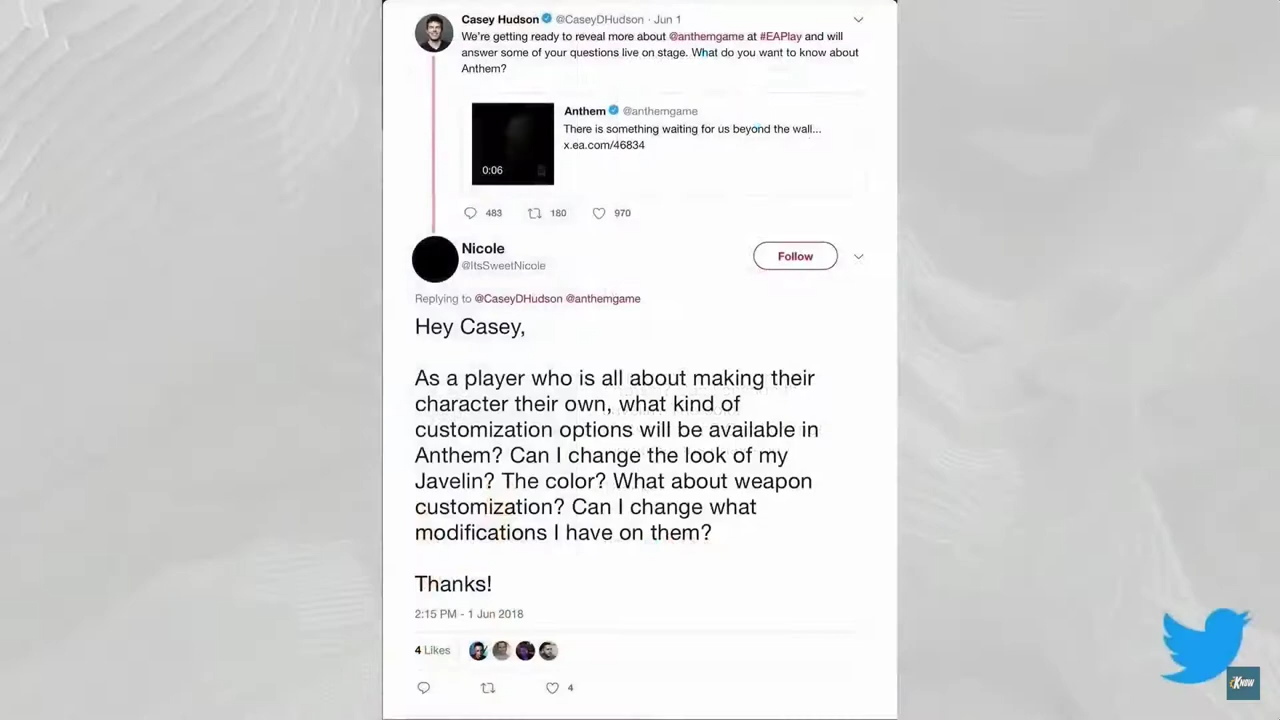 Casey Hudson @CaseyDHudson · Jun 1
We're getting ready to reveal more about @anthemgame at #EAPlay and will
answer some of your questions live on stage. What do you want to know about
Anthem?
Anthem @anthemgame
There is something waiting for us beyond the wall...
x.ea.com/46834
0:06
483 180 970
Nicole
@ItsSweetNicole
Follow
Replying to @CaseyDHudson @anthemgame
Hey Casey,
As a player who is all about making their
character their own, what kind of
customization options will be available in
Anthem? Can I change the look of my
Javelin? The color? What about weapon
customization? Can I change what
modifications I have on them?
Thanks!
2:15 PM - 1 Jun 2018
4 Likes
4
KNOW